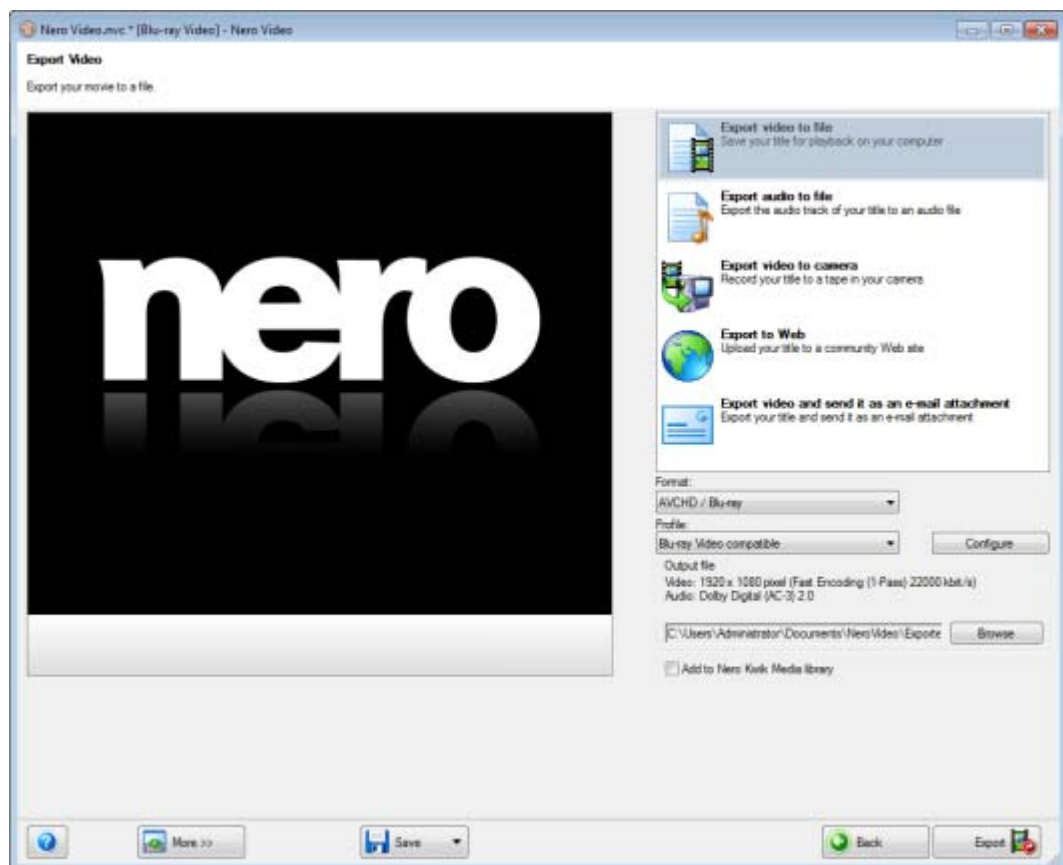 Nero Video.nvc * [Blu-ray Video] - Nero Video
Export Video
Export your movie to a file.
nero
Export video to file
Save your title for playback on your computer
Export audio to file
Export the audio track of your title to an audio file
Export video to camera
Record your title to a tape in your camera
Export to Web
Upload your title to a community Web site
Export video and send it as an e-mail attachment
Export your title and send it as an e-mail attachment
Format:
AVCHD / Blu-ray
Profile:
Blu-ray Video compatible
Configure
Output file
Video: 1920 x 1080 pixel (Fast Encoding (1-Pass) 22000 kbit/s)
Audio: Dolby Digital (AC-3) 2.0
C:\Users\Administrator\Documents\NeroVideo\Exporte
Browse
Add to Nero Kwik Media library
More >>
Save
Back
Export